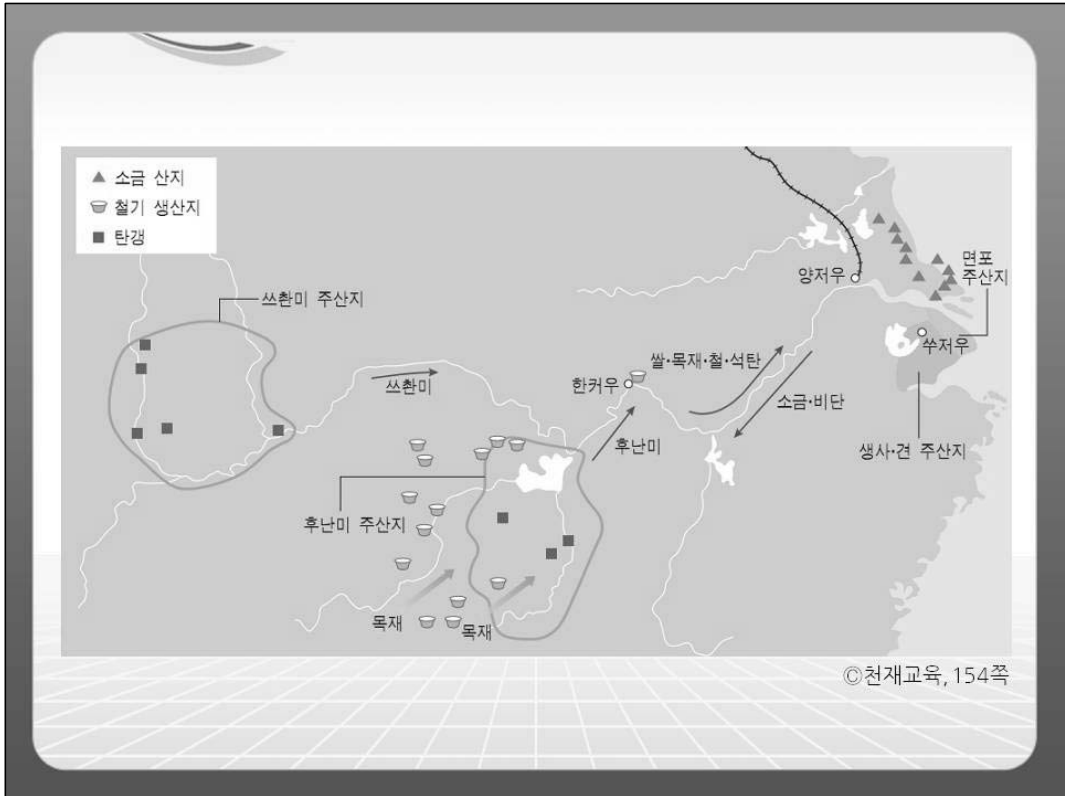 소금 산지
철기 생산지
탄갱
쓰촨미 주산지
쓰촨미
후난미 주산지
목재
목재
한커우
후난미
쌀·목재·철·석탄
소금·비단
양저우
면포
주산지
쑤저우
생사·견 주산지
©천재교육, 154쪽